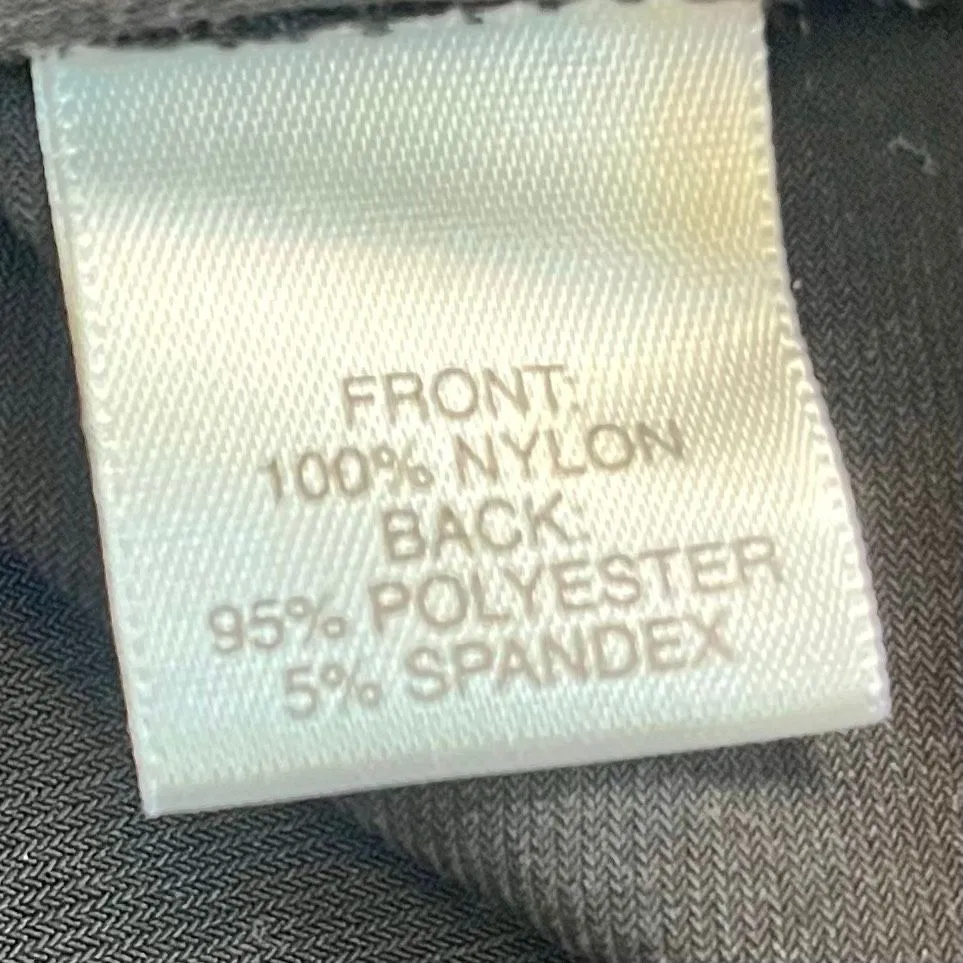 FRONT:
100% NYLON
BACK:
95% POLYESTER
5% SPANDEX